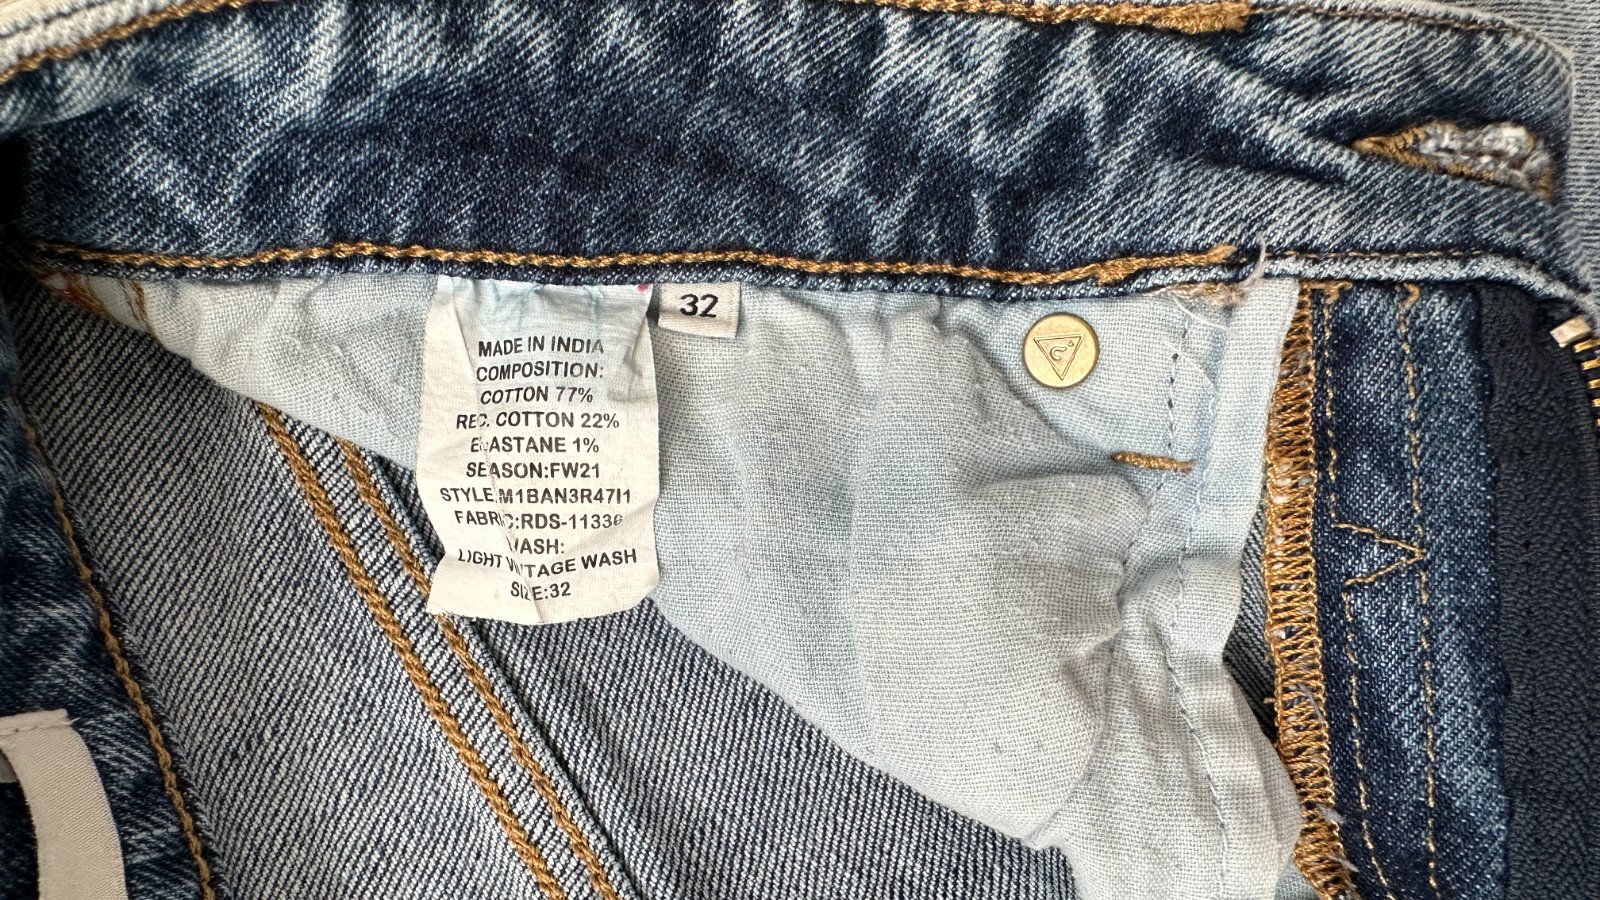 32
MADE IN INDIA
COMPOSITION:
COTTON 77%
REC. COTTON 22%
ELASTANE 1%
SEASON:FW21
STYLE:M1BAN3R47I1
FABRIC:RDS-11330
WASH:
LIGHT VINTAGE WASH
SIZE:32